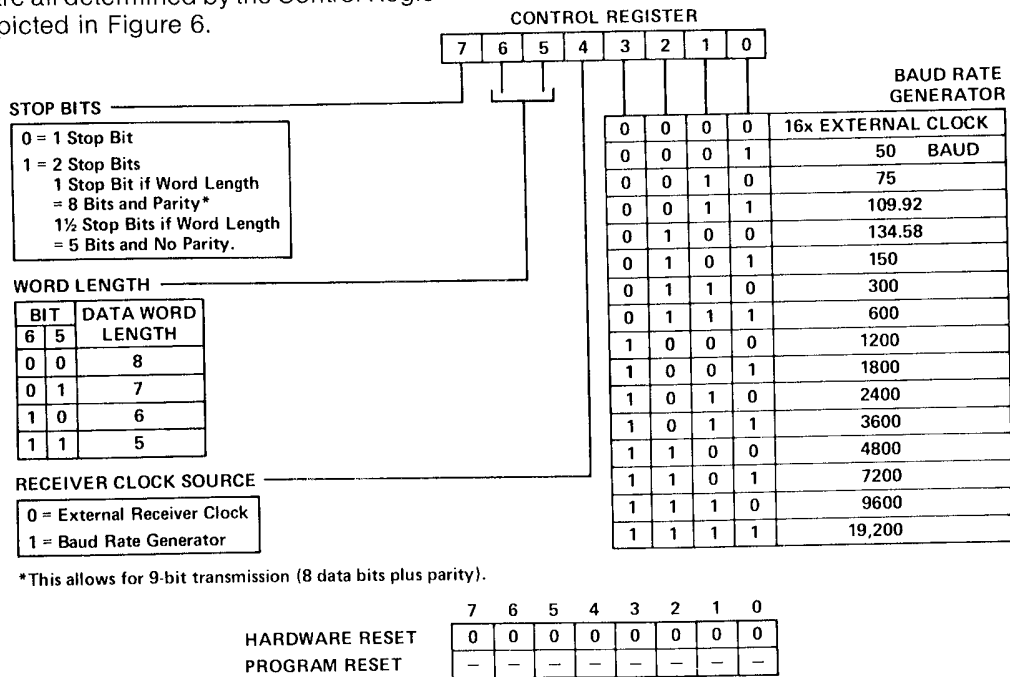 are all determined by the Control Regis
picted in Figure 6.
CONTROL REGISTER
7 6 5 4 3 2 1 0
STOP BITS
0 = 1 Stop Bit
1 = 2 Stop Bits
1 Stop Bit if Word Length
= 8 Bits and Parity*
1½ Stop Bits if Word Length
= 5 Bits and No Parity.
WORD LENGTH
BIT DATA WORD
6 5 LENGTH
0 0 8
0 1 7
1 0 6
1 1 5
RECEIVER CLOCK SOURCE
0 = External Receiver Clock
1 = Baud Rate Generator
BAUD RATE
GENERATOR
0 0 0 0 16x EXTERNAL CLOCK
0 0 0 1 50 BAUD
0 0 1 0 75
0 0 1 1 109.92
0 1 0 0 134.58
0 1 0 1 150
0 1 1 0 300
0 1 1 1 600
1 0 0 0 1200
1 0 0 1 1800
1 0 1 0 2400
1 0 1 1 3600
1 1 0 0 4800
1 1 0 1 7200
1 1 1 0 9600
1 1 1 1 19,200
*This allows for 9-bit transmission (8 data bits plus parity).
7 6 5 4 3 2 1 0
HARDWARE RESET 0 0 0 0 0 0 0 0
PROGRAM RESET – – – – – – – –